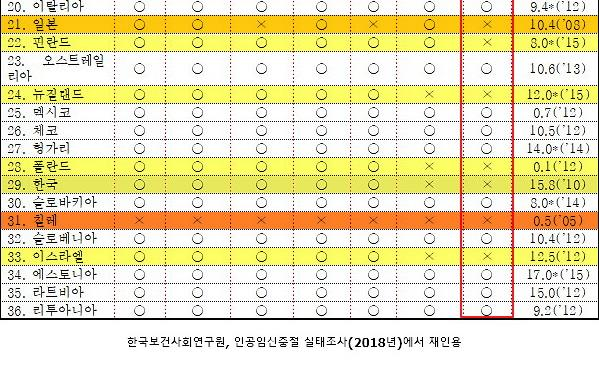 20. 이탈리아 ○ ○ ○ ○ ○ ○ ○ 9.4*('12)
21. 일본 ○ ○ × ○ × ○ ○ 10.4('03)
22. 핀란드 ○ ○ ○ ○ ○ ○ × 8.0*('15)
23. 오스트레일
리아 ○ ○ ○ ○ ○ ○ ○ 10.6('13)
24. 뉴질랜드 ○ ○ ○ ○ ○ × × 12.0*('15)
25. 멕시코 ○ ○ ○ ○ ○ ○ ○ 0.7('12)
26. 체코 ○ ○ ○ ○ ○ ○ ○ 10.5('12)
27. 헝가리 ○ ○ ○ ○ ○ ○ ○ 14.0*('14)
28. 폴란드 ○ ○ ○ ○ ○ × × 0.1('12)
29. 한국 ○ ○ ○ ○ ○ × × 15.8('10)
30. 슬로바키아 ○ ○ ○ ○ ○ ○ ○ 8.0*('14)
31. 칠레 × × × × × × × 0.5('05)
32. 슬로베니아 ○ ○ ○ ○ ○ ○ ○ 10.4('12)
33. 이스라엘 ○ ○ ○ ○ ○ × × 12.5('12)
34. 에스토니아 ○ ○ ○ ○ ○ ○ ○ 17.0*('15)
35. 라트비아 ○ ○ ○ ○ ○ ○ ○ 15.0('12)
36. 리투아니아 ○ ○ ○ ○ ○ ○ ○ 9.2('12)
한국보건사회연구원, 인공임신중절 실태조사(2018년)에서 재인용